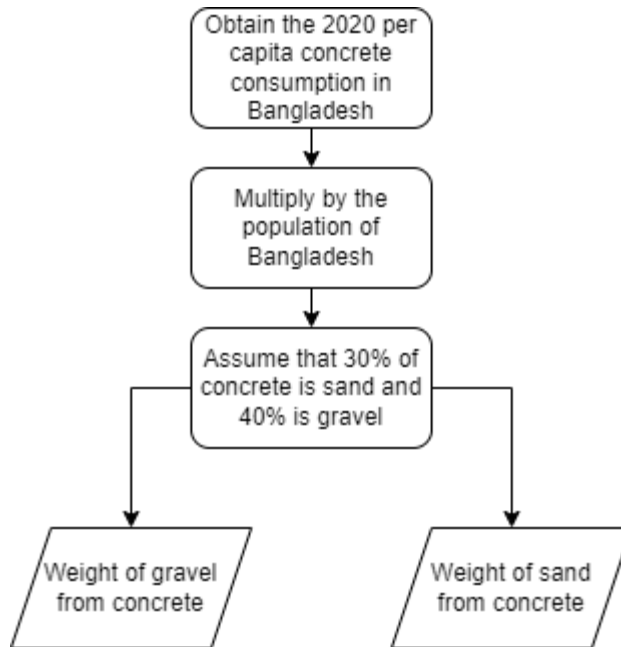 Obtain the 2020 per
capita concrete
consumption in
Bangladesh
Multiply by the
population of
Bangladesh
Assume that 30% of
concrete is sand and
40% is gravel
Weight of gravel
from concrete
Weight of sand
from concrete